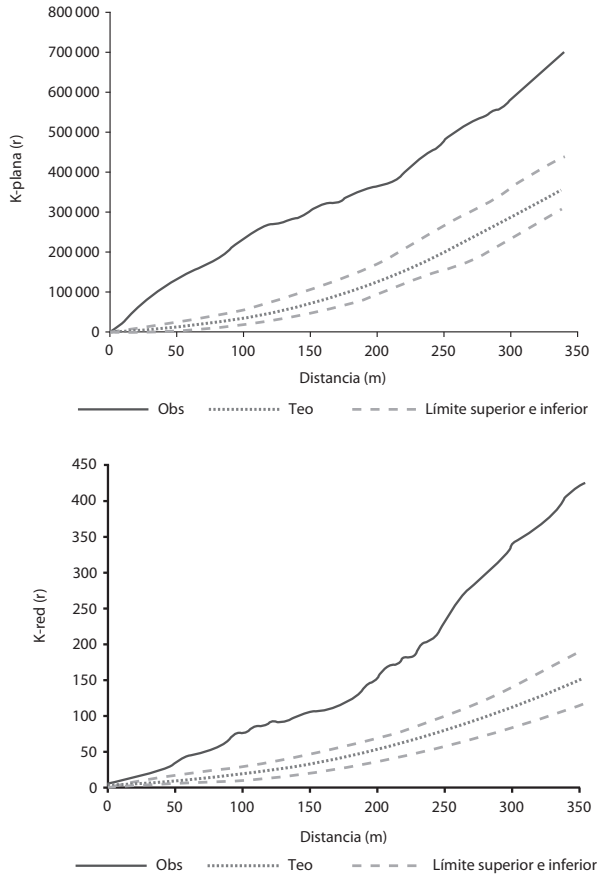 800 000
700 000
600 000
500 000
400 000
300 000
200 000
100 000
0
K-plana (r)
0 50 100 150 200 250 300 350
Distancia (m)
Obs Teo Límite superior e inferior
450
400
350
300
250
200
150
100
50
0
K-red (r)
0 50 100 150 200 250 300 350
Distancia (m)
Obs Teo Límite superior e inferior